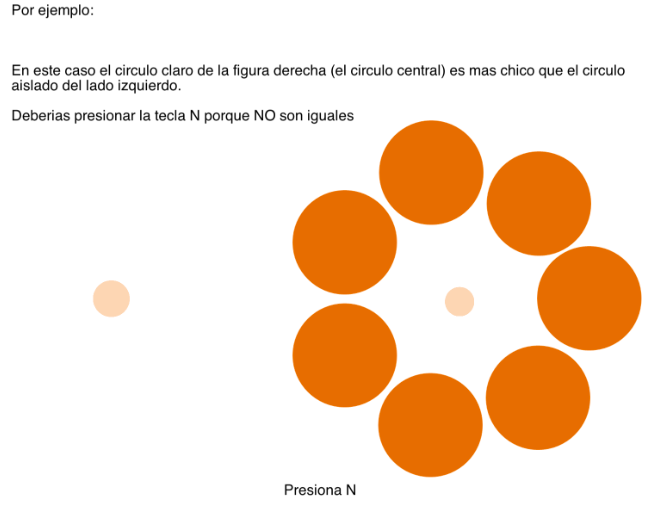 Por ejemplo:
En este caso el circulo claro de la figura derecha (el circulo central) es mas chico que el circulo
aislado del lado izquierdo.
Deberias presionar la tecla N porque NO son iguales
Presiona N